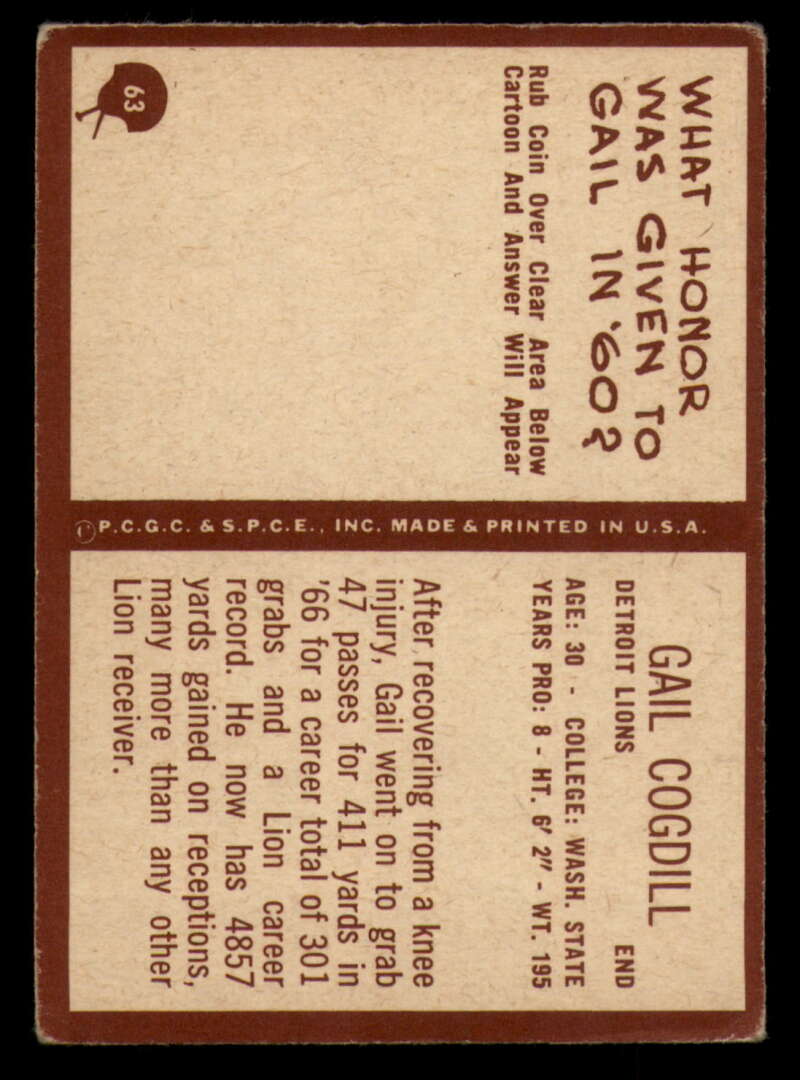 WHAT HONOR
WAS GIVEN TO
GAIL IN '60?
Rub Coin Over Clear Area Below
Cartoon And Answer Will Appear
63
P.C.G.C. & S.P.C.E., INC. MADE & PRINTED IN U.S.A.
GAIL COGDILL
DETROIT LIONS END
AGE: 30 - COLLEGE: WASH. STATE
YEARS PRO: 8 - HT. 6' 2" - WT. 195
After recovering from a knee
injury, Gail went on to grab
47 passes for 411 yards in
'66 for a career total of 301
grabs and a Lion career
record. He now has 4857
yards gained on receptions,
many more than any other
Lion receiver.